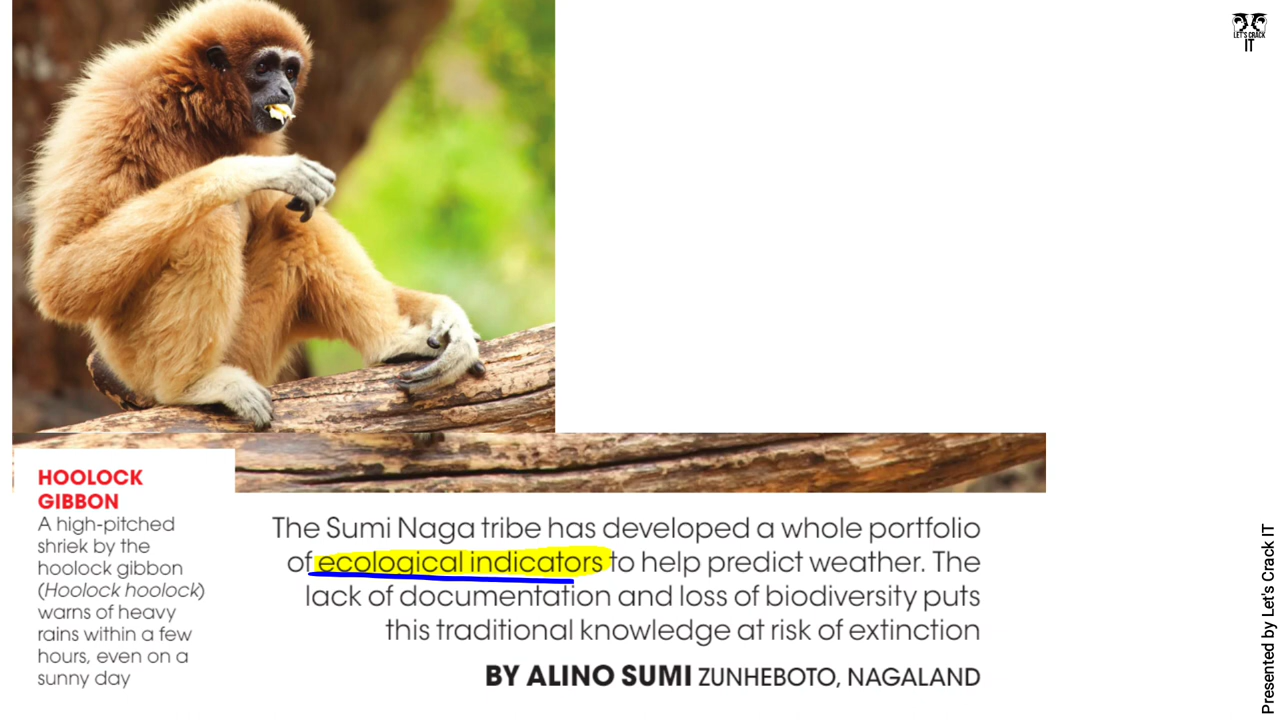 LET'S CRACK
IT
HOOLOCK
GIBBON
A high-pitched
shriek by the
hoolock gibbon
(Hoolock hoolock)
warns of heavy
rains within a few
hours, even on a
sunny day
The Sumi Naga tribe has developed a whole portfolio
of ecological indicators to help predict weather. The
lack of documentation and loss of biodiversity puts
this traditional knowledge at risk of extinction
BY ALINO SUMI ZUNHEBOTO, NAGALAND
Presented by Let's Crack IT